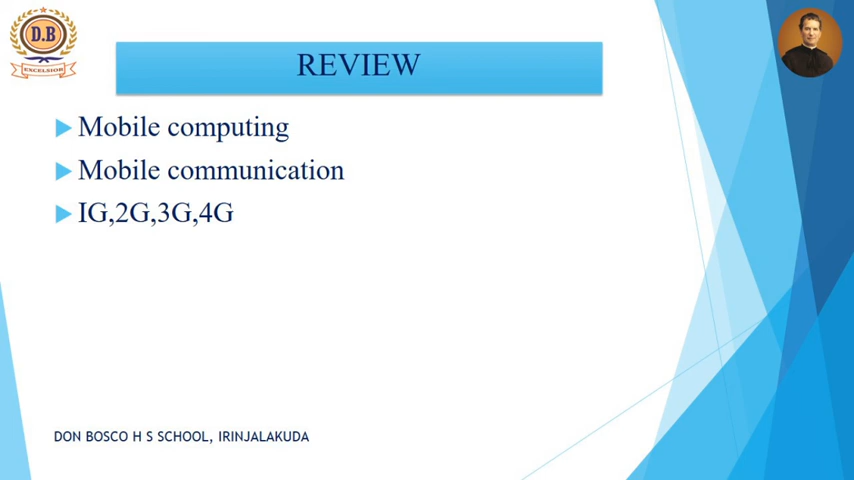 D.B
EXCELSIOR
REVIEW
Mobile computing
Mobile communication
IG,2G,3G,4G
DON BOSCO H S SCHOOL, IRINJALAKUDA